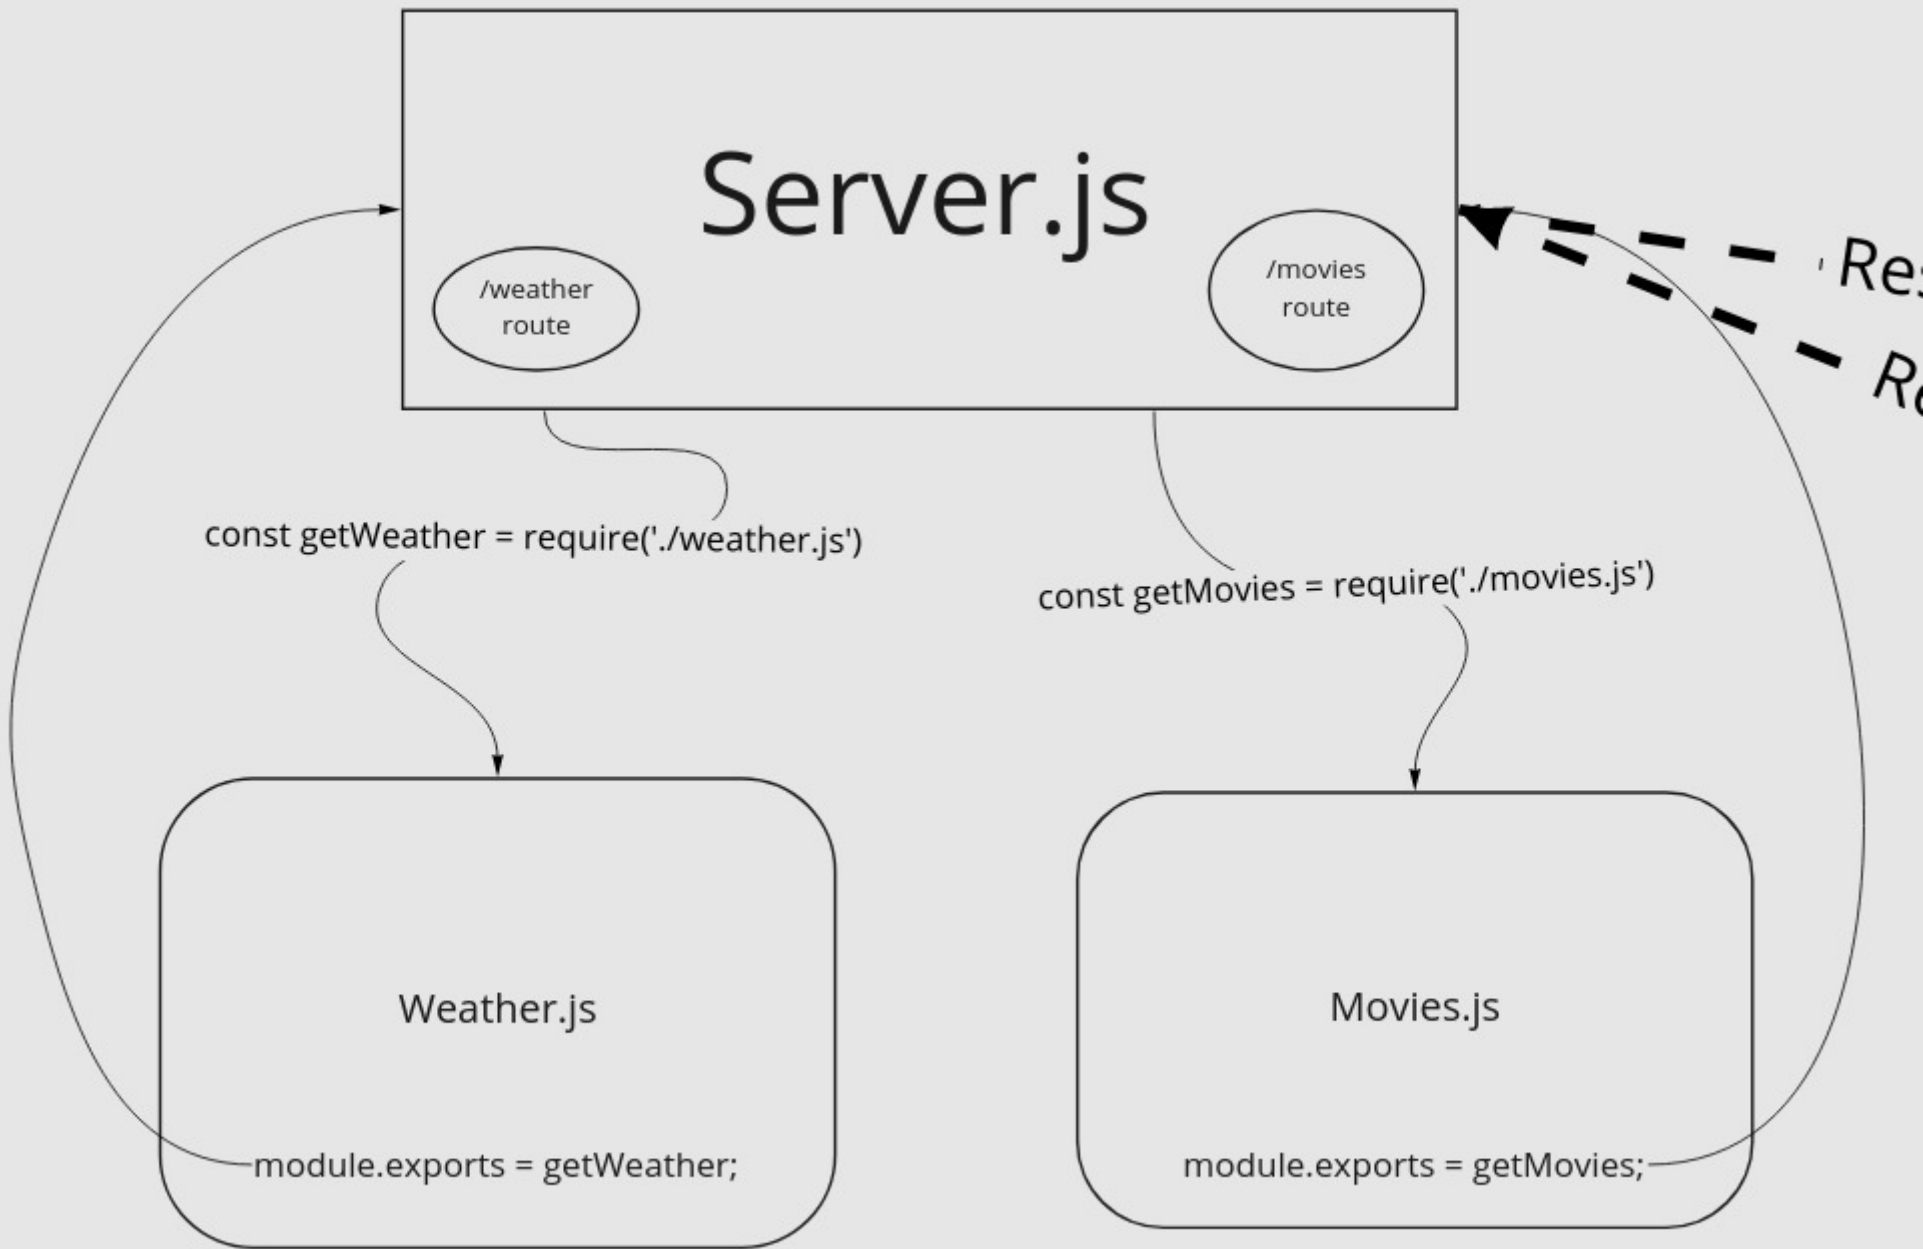 Server.js
/weather
route
/movies
route
const getWeather = require('./weather.js')
const getMovies = require('./movies.js')
Weather.js
Movies.js
module.exports = getWeather;
module.exports = getMovies;